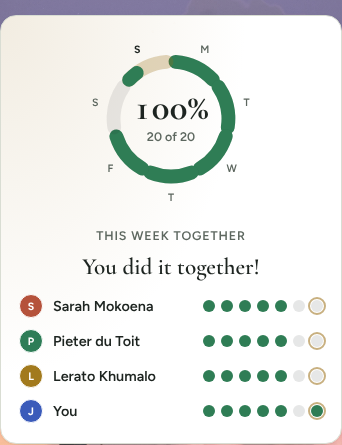 S
M
S
T
100%
20 of 20
F
W
T
THIS WEEK TOGETHER
You did it together!
S Sarah Mokoena
P Pieter du Toit
L Lerato Khumalo
J You